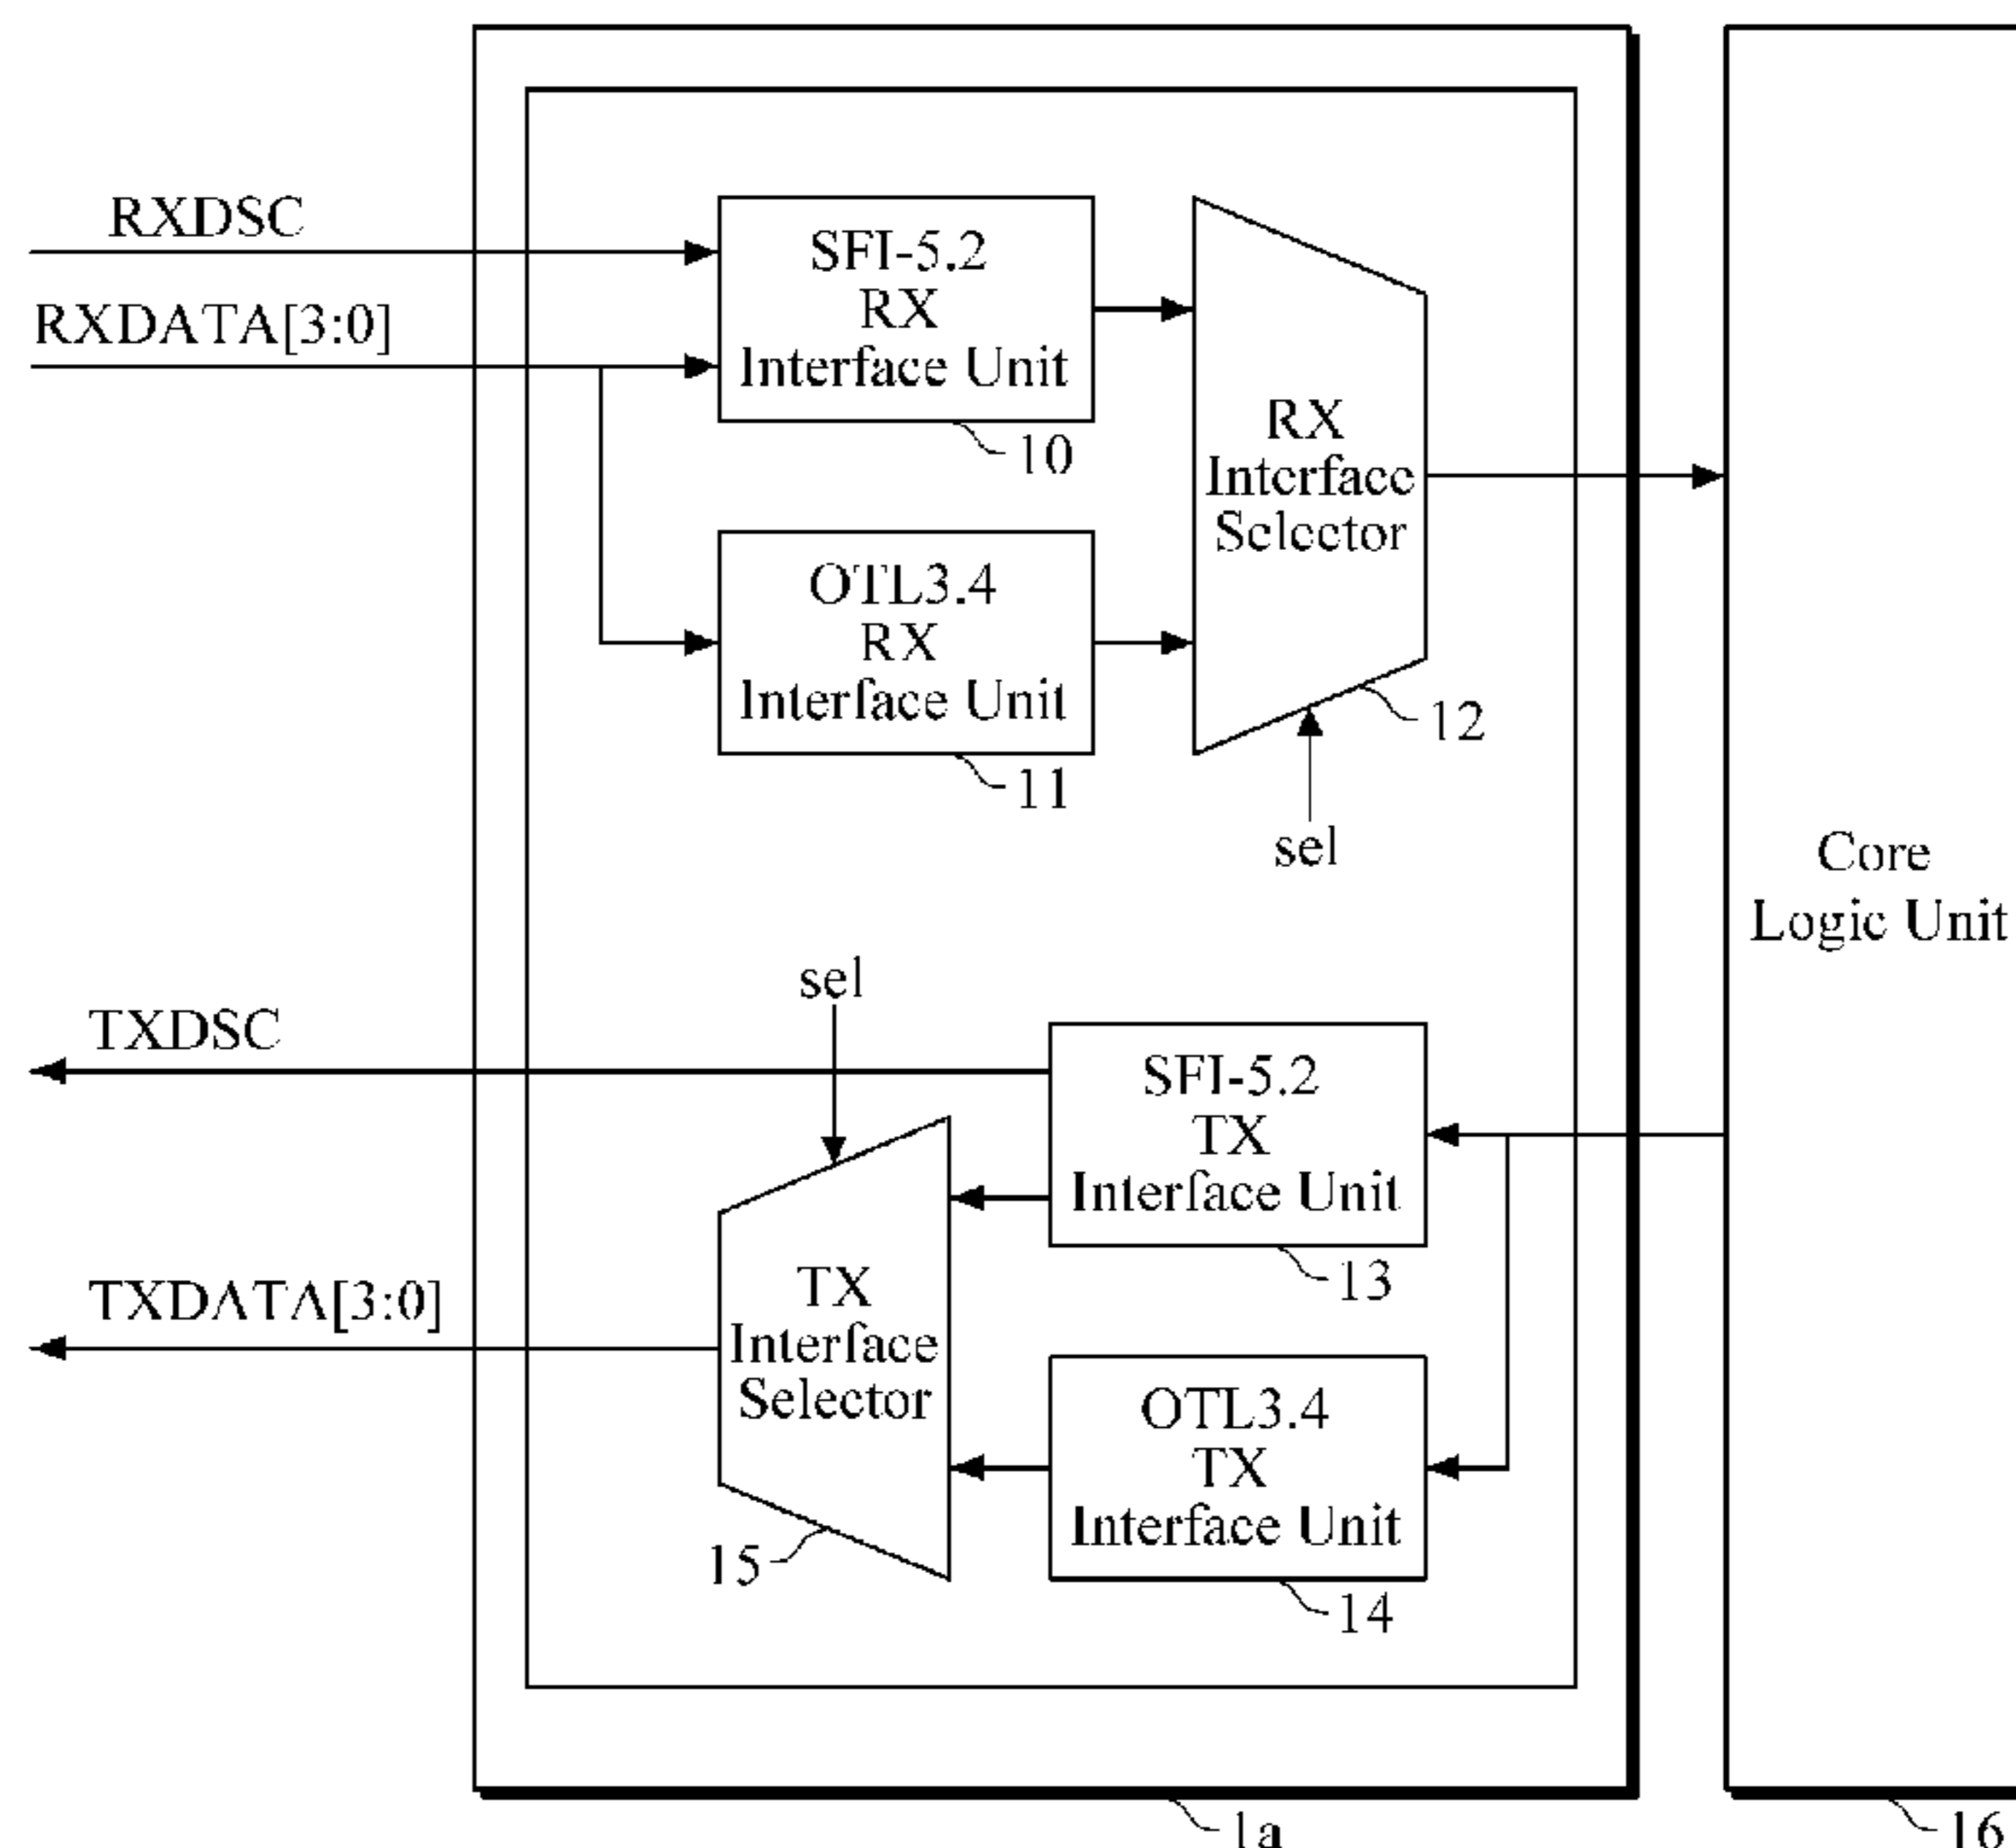 RXDSC
RXDATA[3:0]
SFI-5.2
RX
Interface Unit
10
OTL3.4
RX
Interface Unit
11
RX
Interface
Selector
12
sel
Core
Logic Unit
sel
TXDSC
SFI-5.2
TX
Interface Unit
13
TXDATA[3:0]
TX
Interface
Selector
15
OTL3.4
TX
Interface Unit
14
1a
16